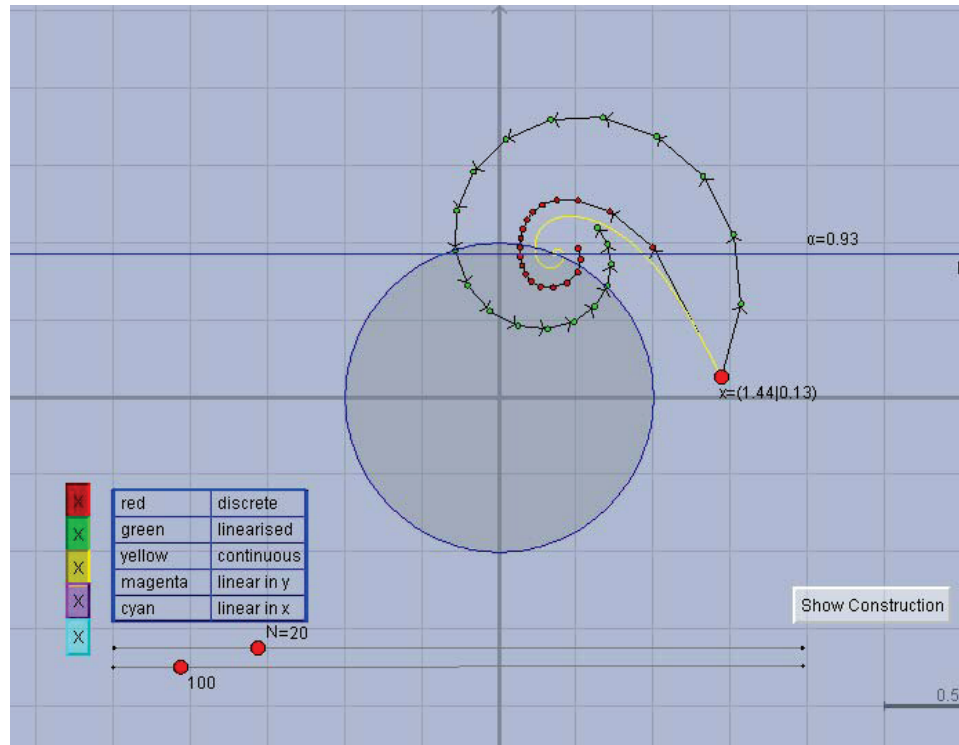 α=0.93
x=(1.44|0.13)
X red discrete
X green linearised
X yellow continuous
X magenta linear in y
X cyan linear in x
Show Construction
N=20
100
0.5